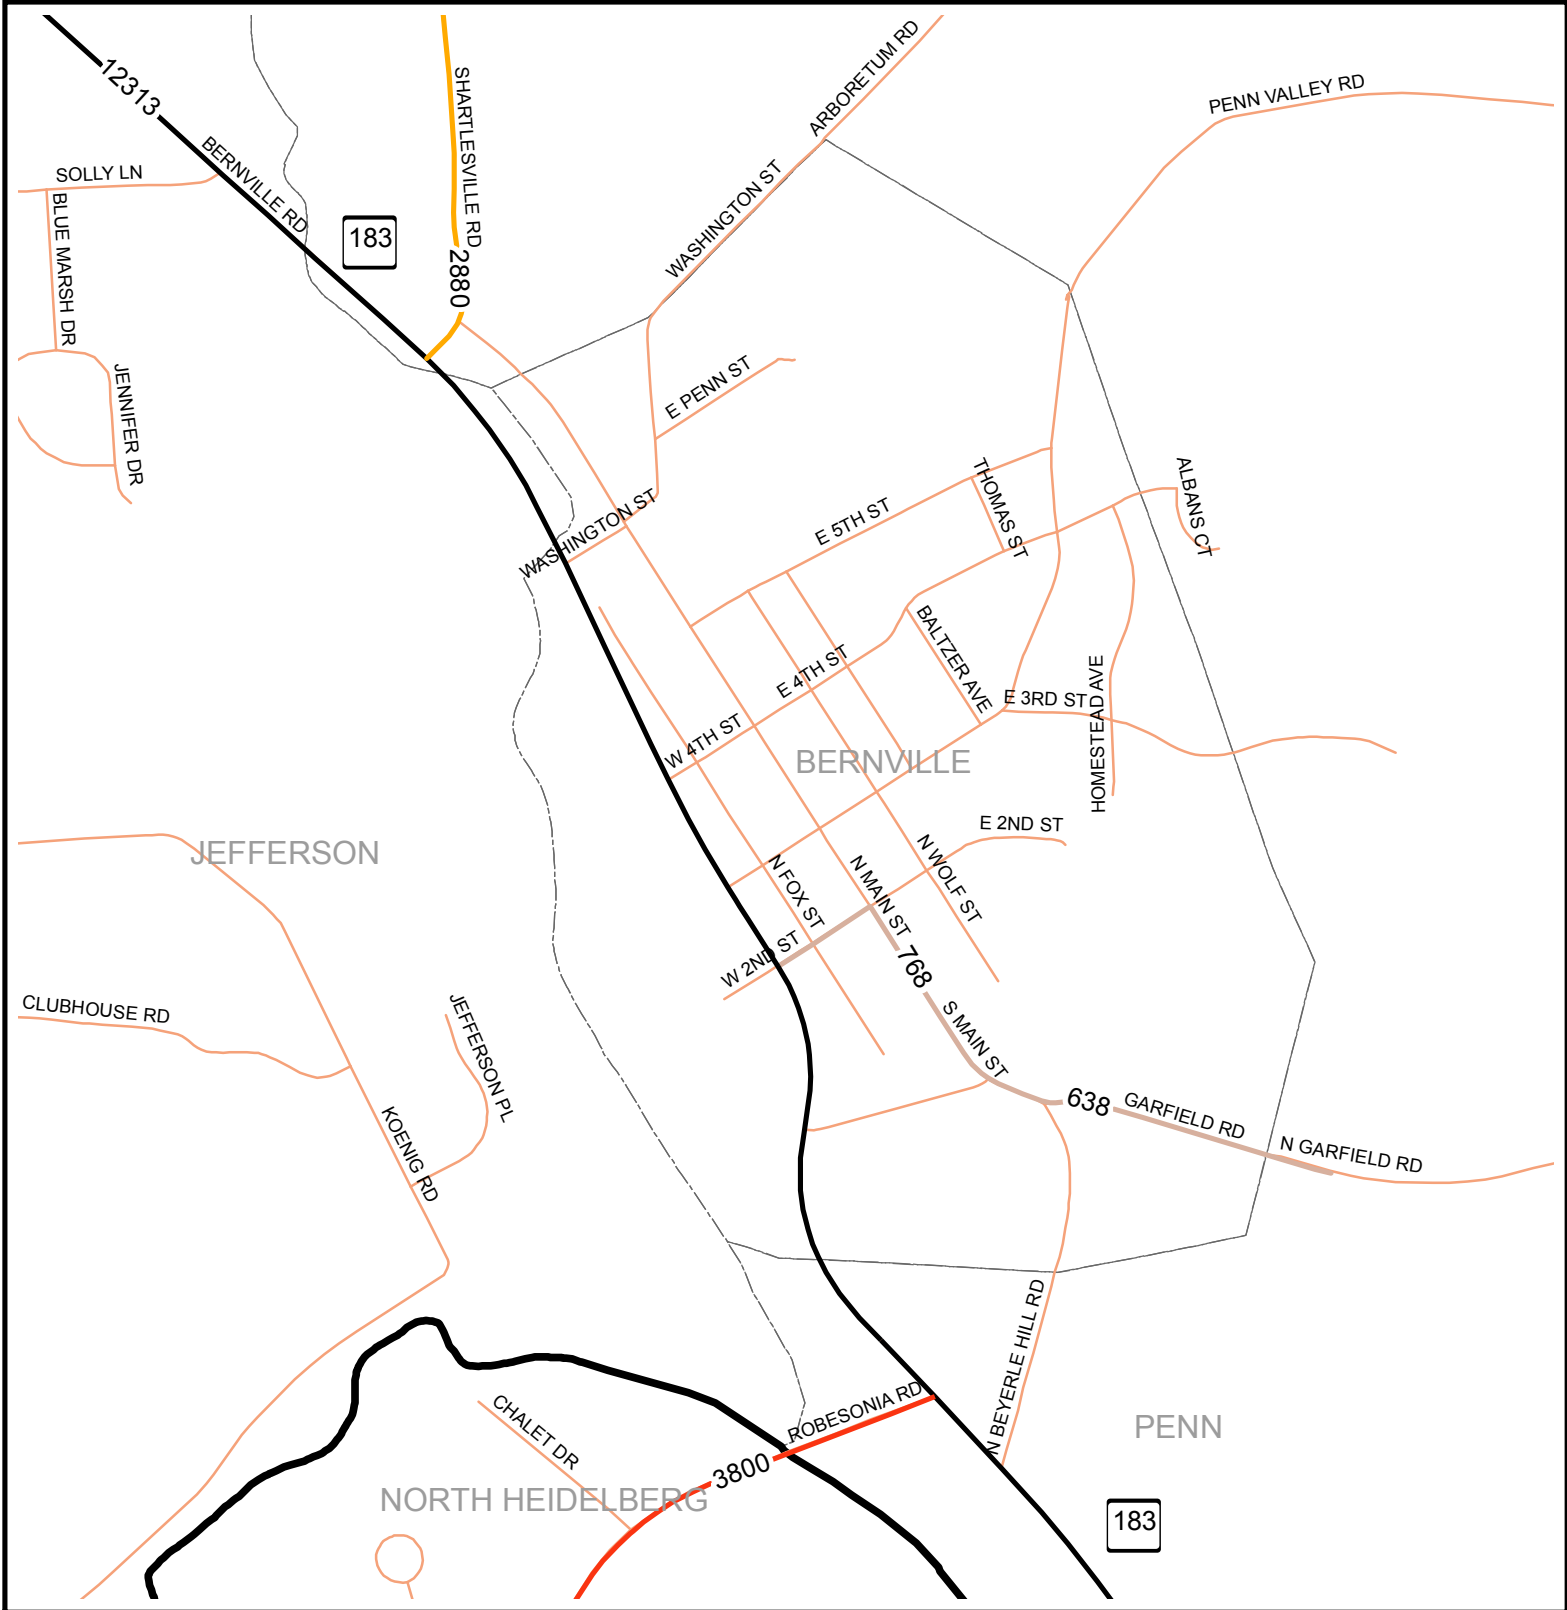 12313
SHARTLESVILLE RD
ARBORETUM RD
PENN VALLEY RD
SOLLY LN
BERNVILLE RD
WASHINGTON ST
BLUE MARSH DR
183
2880
JENNIFER DR
E PENN ST
THOMAS ST
ALBANS CT
WASHINGTON ST
E 5TH ST
BALTZER AVE
E 4TH ST
W 4TH ST
E 3RD ST
HOMESTEAD AVE
BERNVILLE
E 2ND ST
JEFFERSON
N FOX ST
N MAIN ST
N WOLF ST
W 2ND ST
768
CLUBHOUSE RD
JEFFERSON PL
S MAIN ST
KOENIG RD
638
GARFIELD RD
N GARFIELD RD
N BEYERLE HILL RD
CHALET DR
ROBESONIA RD
PENN
3800
NORTH HEIDELBERG
183